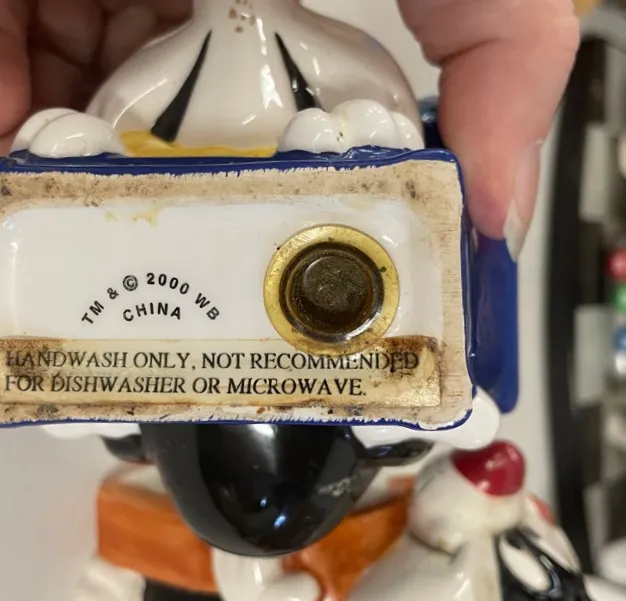 TM & © 2000 WB
CHINA
HANDWASH ONLY, NOT RECOMMENDED
FOR DISHWASHER OR MICROWAVE.